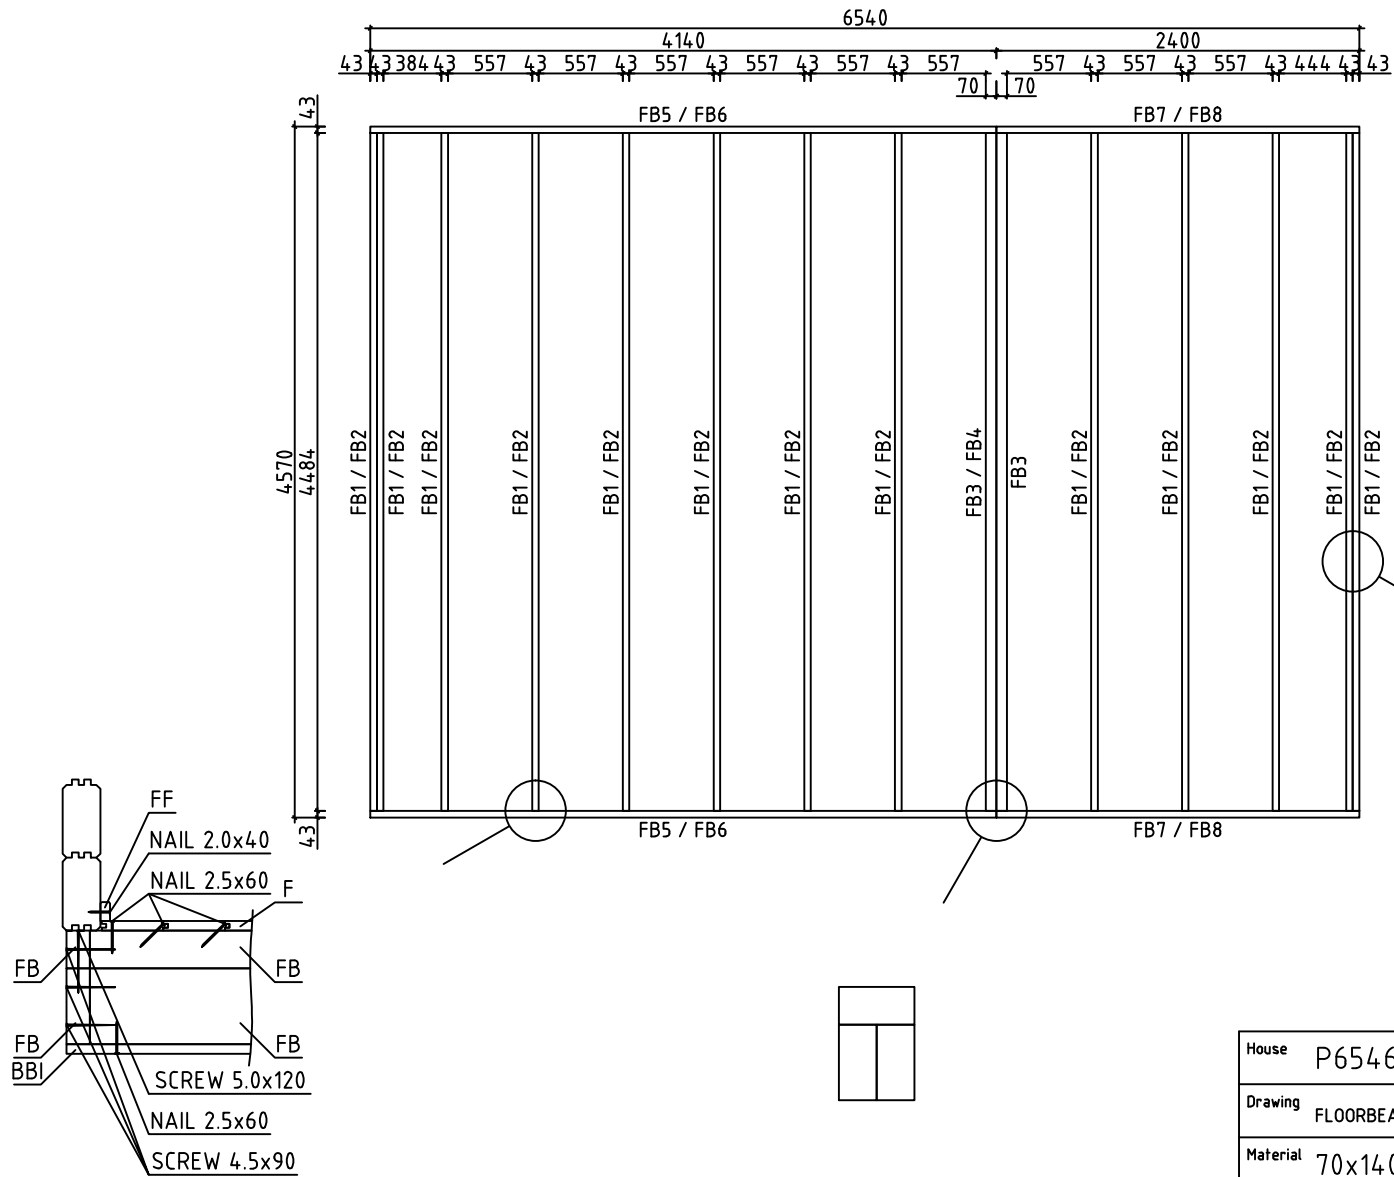 6540
4140 2400
43 43 384 43 557 43 557 43 557 43 557 43 557 43 557 557 43 557 43 557 43 444 43 43
70 70
43
FB5 / FB6 FB7 / FB8
4570
4484
FB1 / FB2
FB1 / FB2
FB1 / FB2
FB1 / FB2
FB1 / FB2
FB1 / FB2
FB1 / FB2
FB1 / FB2
FB3 / FB4
FB3
FB1 / FB2
FB1 / FB2
FB1 / FB2
FB1 / FB2
FB1 / FB2
43
FB5 / FB6 FB7 / FB8
FF
NAIL 2.0x40
NAIL 2.5x60
F
FB FB
FB FB
BBI
SCREW 5.0x120
NAIL 2.5x60
SCREW 4.5x90
House P6546
Drawing FLOORBEA
Material 70x140